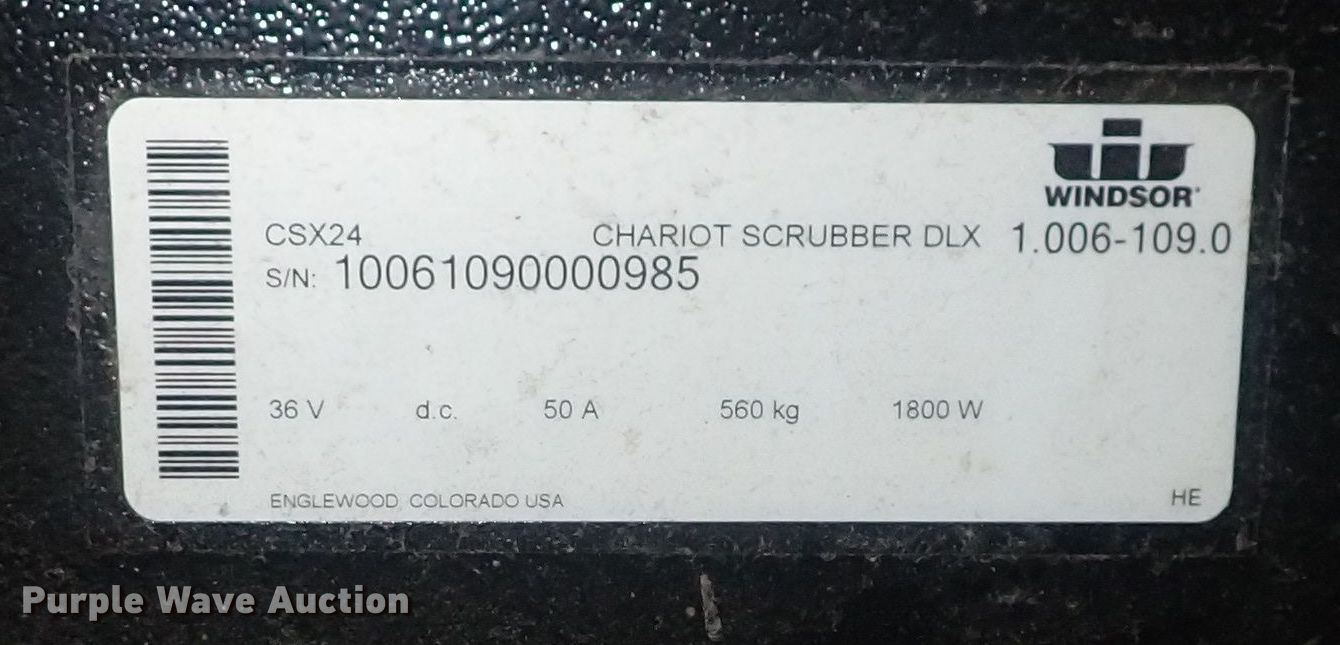 WINDSOR
CSX24 CHARIOT SCRUBBER DLX 1.006-109.0
S/N: 10061090000985
36 V d.c. 50 A 560 kg 1800 W
ENGLEWOOD, COLORADO USA HE
Purple Wave Auction